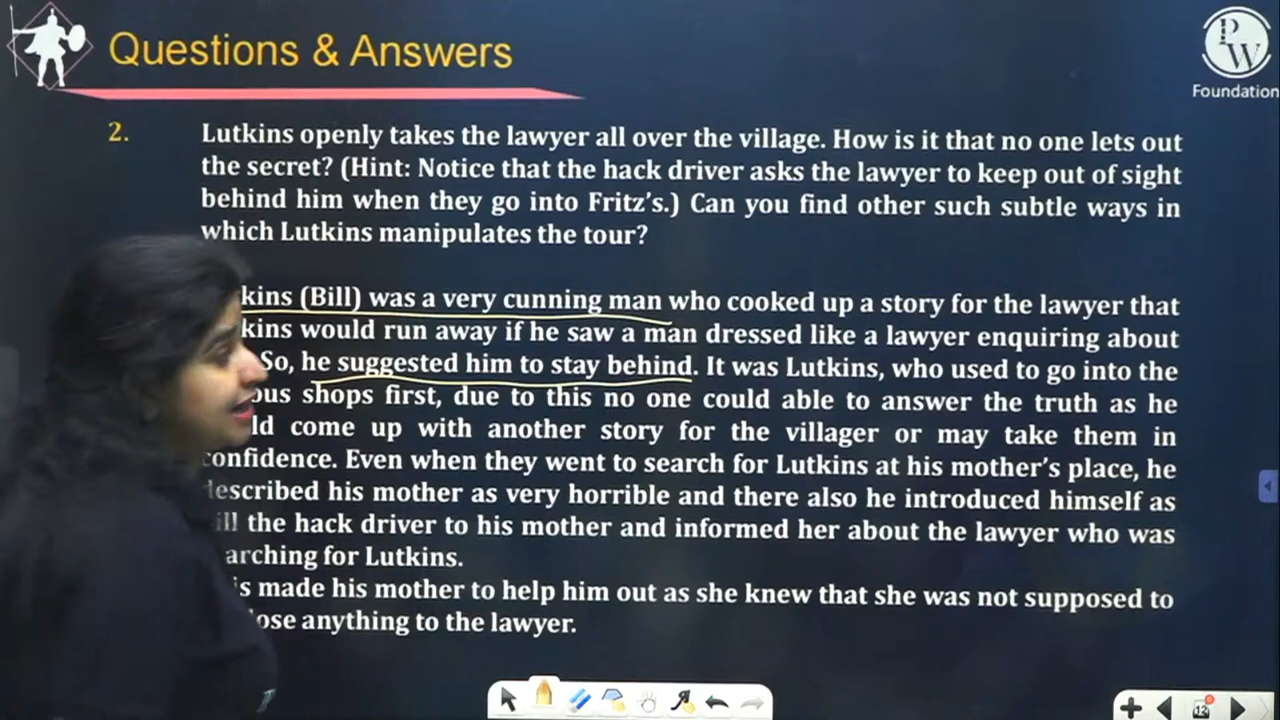 Questions & Answers
PW
Foundation
2.
Lutkins openly takes the lawyer all over the village. How is it that no one lets out
the secret? (Hint: Notice that the hack driver asks the lawyer to keep out of sight
behind him when they go into Fritz's.) Can you find other such subtle ways in
which Lutkins manipulates the tour?
kins (Bill) was a very cunning man who cooked up a story for the lawyer that
kins would run away if he saw a man dressed like a lawyer enquiring about
So, he suggested him to stay behind. It was Lutkins, who used to go into the
ous shops first, due to this no one could able to answer the truth as he
ld come up with another story for the villager or may take them in
confidence. Even when they went to search for Lutkins at his mother's place, he
described his mother as very horrible and there also he introduced himself as
ill the hack driver to his mother and informed her about the lawyer who was
arching for Lutkins.
is made his mother to help him out as she knew that she was not supposed to
ose anything to the lawyer.